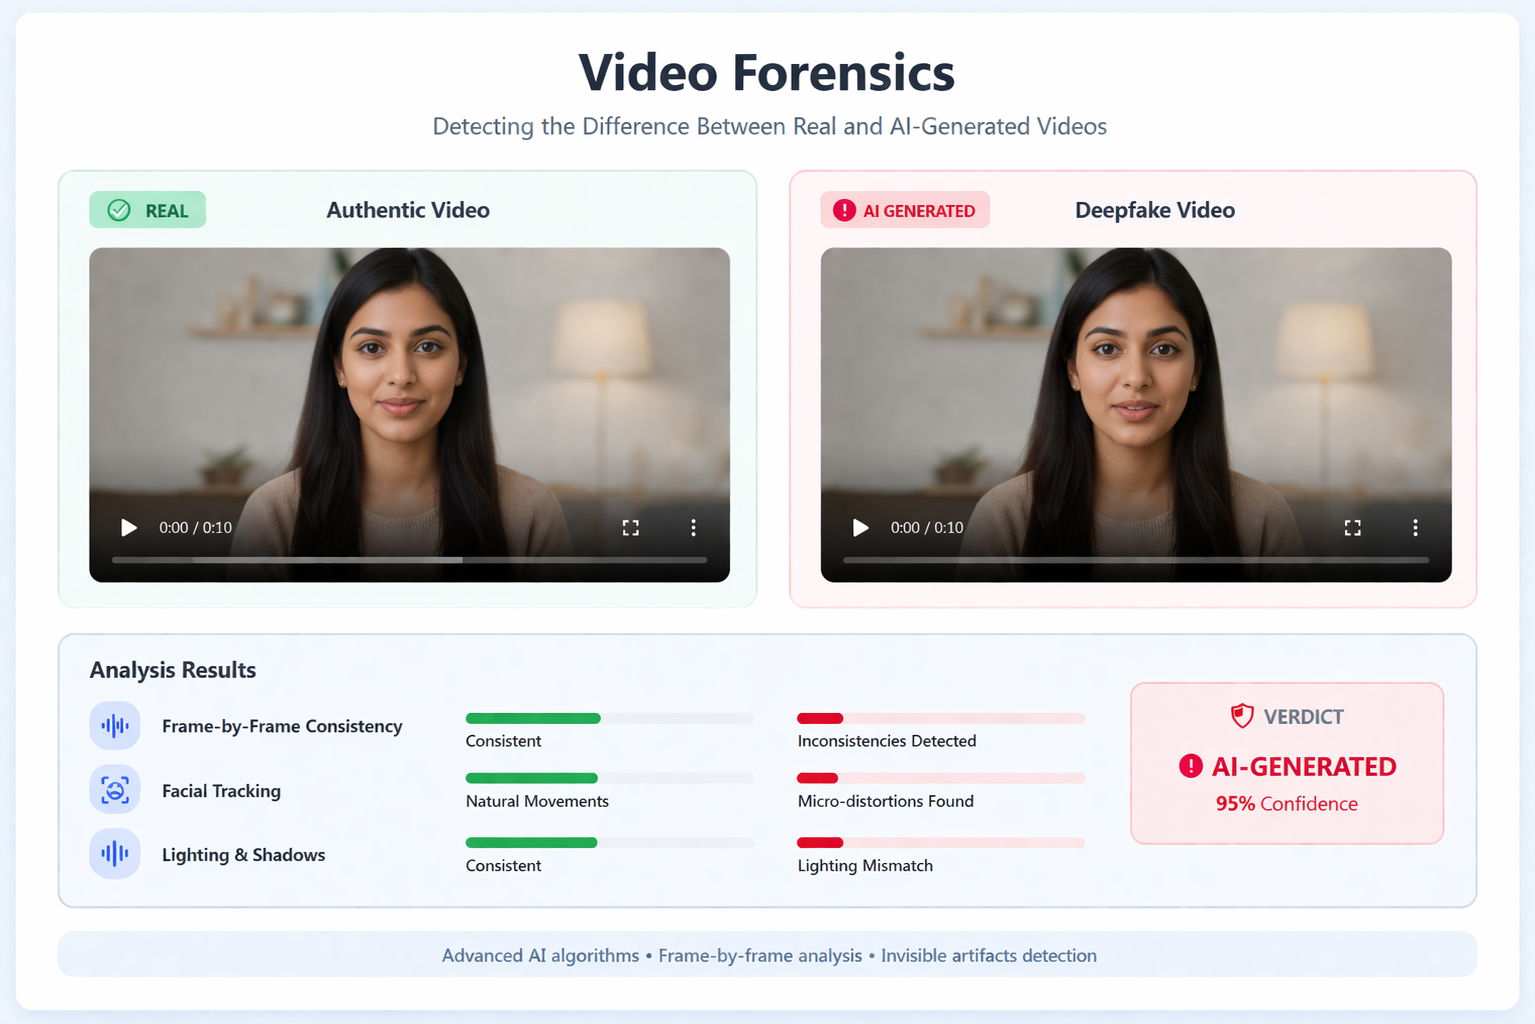 Video Forensics
Detecting the Difference Between Real and AI-Generated Videos
REAL
Authentic Video
AI GENERATED
Deepfake Video
0:00 / 0:10
0:00 / 0:10
Analysis Results
Frame-by-Frame Consistency
Consistent
Inconsistencies Detected
Facial Tracking
Natural Movements
Micro-distortions Found
Lighting & Shadows
Consistent
Lighting Mismatch
VERDICT
AI-GENERATED
95% Confidence
Advanced AI algorithms • Frame-by-frame analysis • Invisible artifacts detection